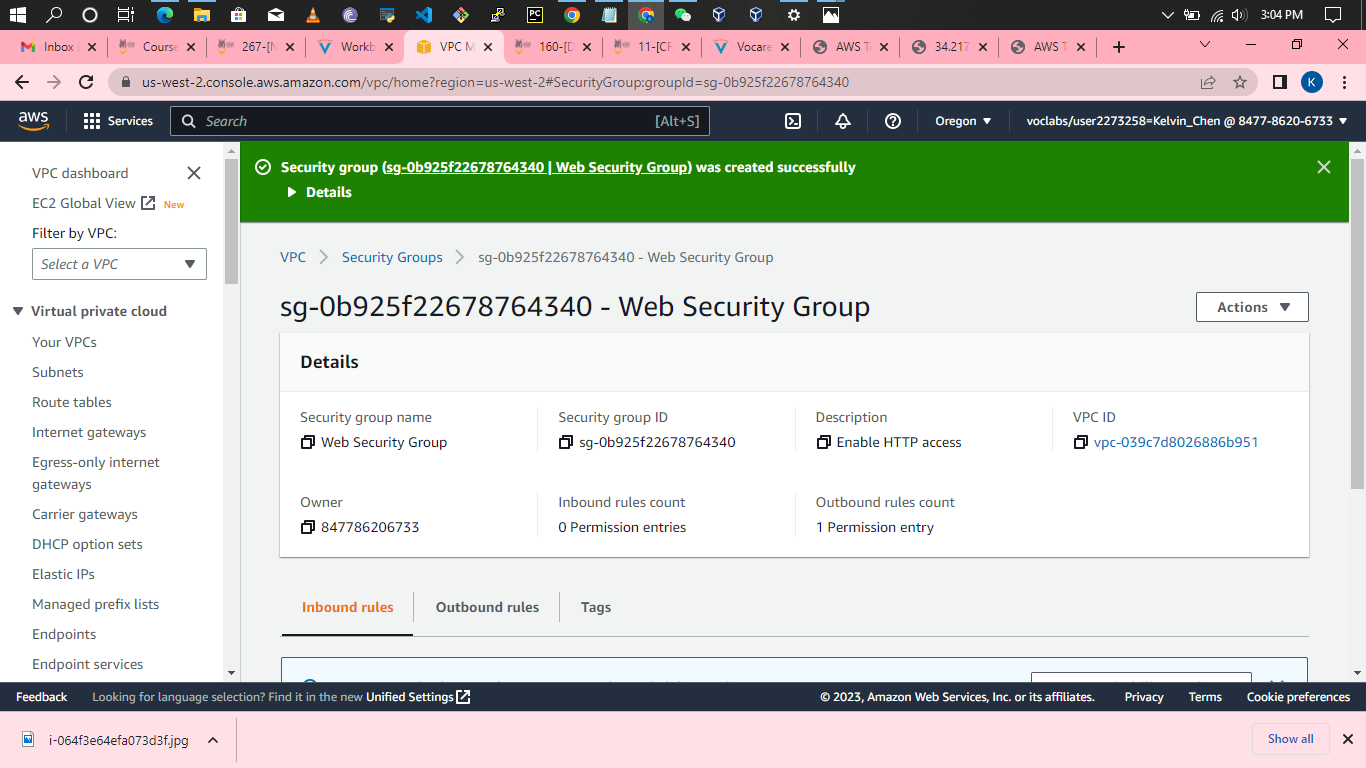 3:04 PM
Inbox (
Course
267-[N
Workb
VPC M
160-[D
11-[CF
Vocare
AWS T
34.217
AWS T
us-west-2.console.aws.amazon.com/vpc/home?region=us-west-2#SecurityGroup:groupId=sg-0b925f22678764340
K
aws
Services
Search
[Alt+S]
Oregon
voclabs/user2273258=Kelvin_Chen @ 8477-8620-6733
VPC dashboard
EC2 Global View New
Filter by VPC:
Select a VPC
Virtual private cloud
Your VPCs
Subnets
Route tables
Internet gateways
Egress-only internet
gateways
Carrier gateways
DHCP option sets
Elastic IPs
Managed prefix lists
Endpoints
Endpoint services
Security group (sg-0b925f22678764340 | Web Security Group) was created successfully
Details
VPC
Security Groups
sg-0b925f22678764340 - Web Security Group
sg-0b925f22678764340 - Web Security Group
Actions
Details
Security group name
Web Security Group
Security group ID
sg-0b925f22678764340
Description
Enable HTTP access
VPC ID
vpc-039c7d8026886b951
Owner
847786206733
Inbound rules count
0 Permission entries
Outbound rules count
1 Permission entry
Inbound rules
Outbound rules
Tags
Feedback
Looking for language selection? Find it in the new Unified Settings
© 2023, Amazon Web Services, Inc. or its affiliates.
Privacy
Terms
Cookie preferences
i-064f3e64efa073d3f.jpg
Show all